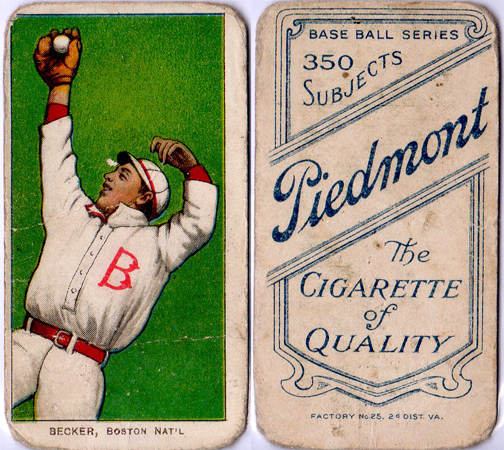 B
BECKER, BOSTON NAT'L
BASE BALL SERIES
350
SUBJECTS
Piedmont
The
CIGARETTE
of
QUALITY
FACTORY No. 25, 2d DIST. VA.